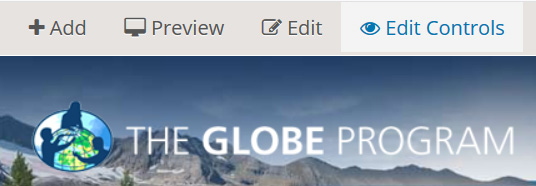 Add Preview Edit Edit Controls
THE GLOBE PROGRAM